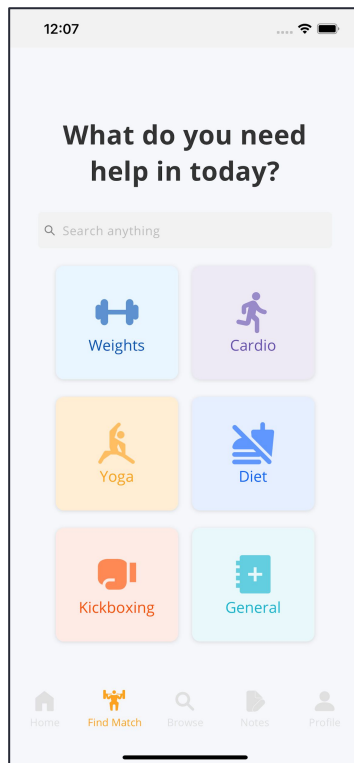 12:07
What do you need
help in today?
Search anything
Weights
Cardio
Yoga
Diet
Kickboxing
General
Home
Find Match
Browse
Notes
Profile